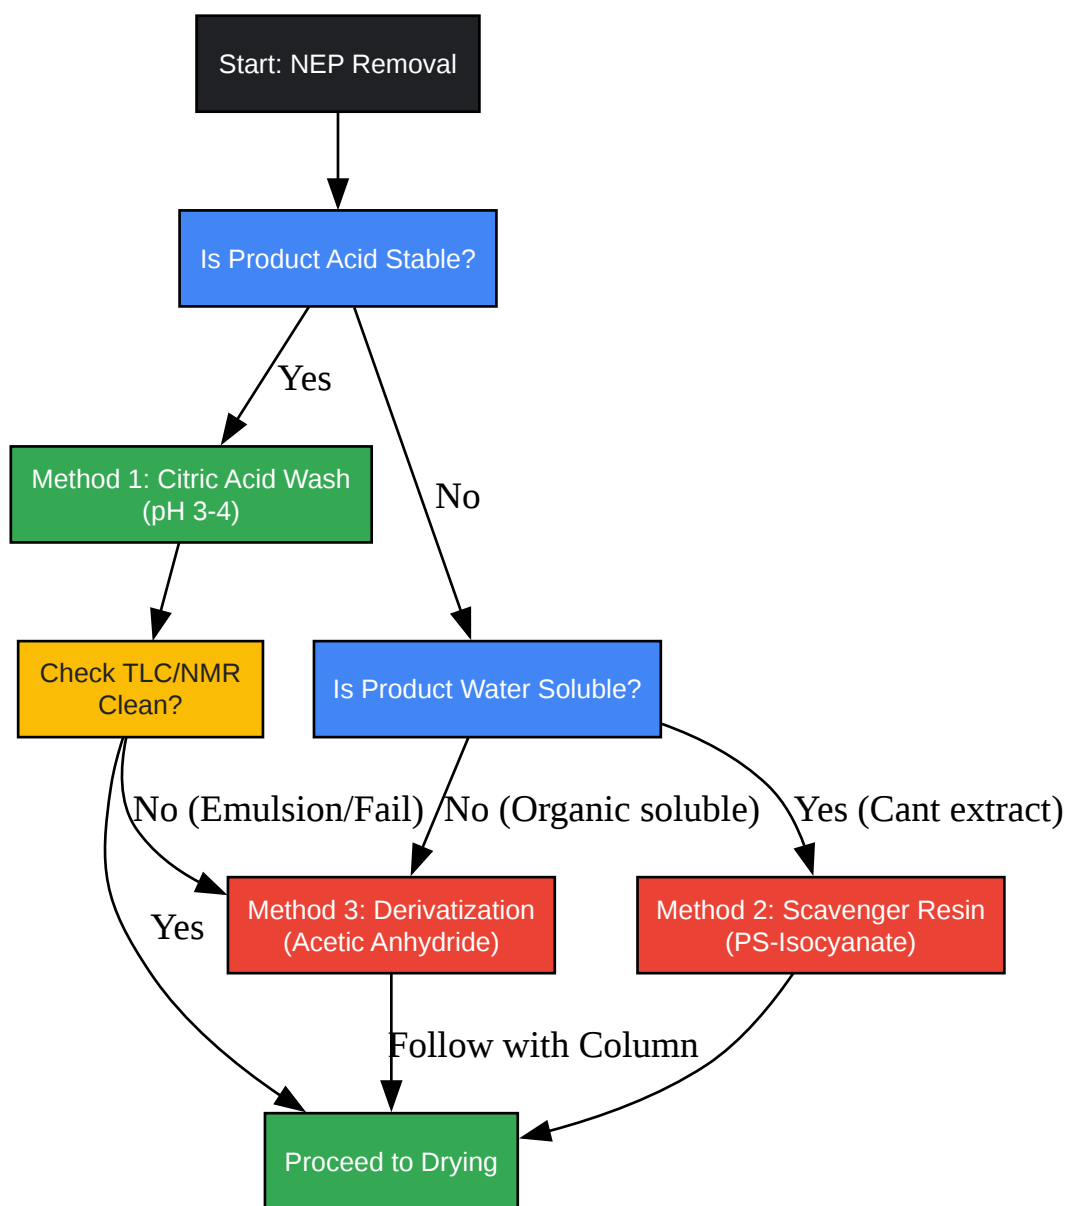 Start: NEP Removal
Is Product Acid Stable?
Yes
Method 1: Citric Acid Wash
(pH 3-4)
No
Check TLC/NMR
Clean?
Is Product Water Soluble?
No (Emulsion/Fail)
No (Organic soluble)
Yes (Cant extract)
Method 3: Derivatization
(Acetic Anhydride)
Method 2: Scavenger Resin
(PS-Isocyanate)
Yes
Follow with Column
Proceed to Drying